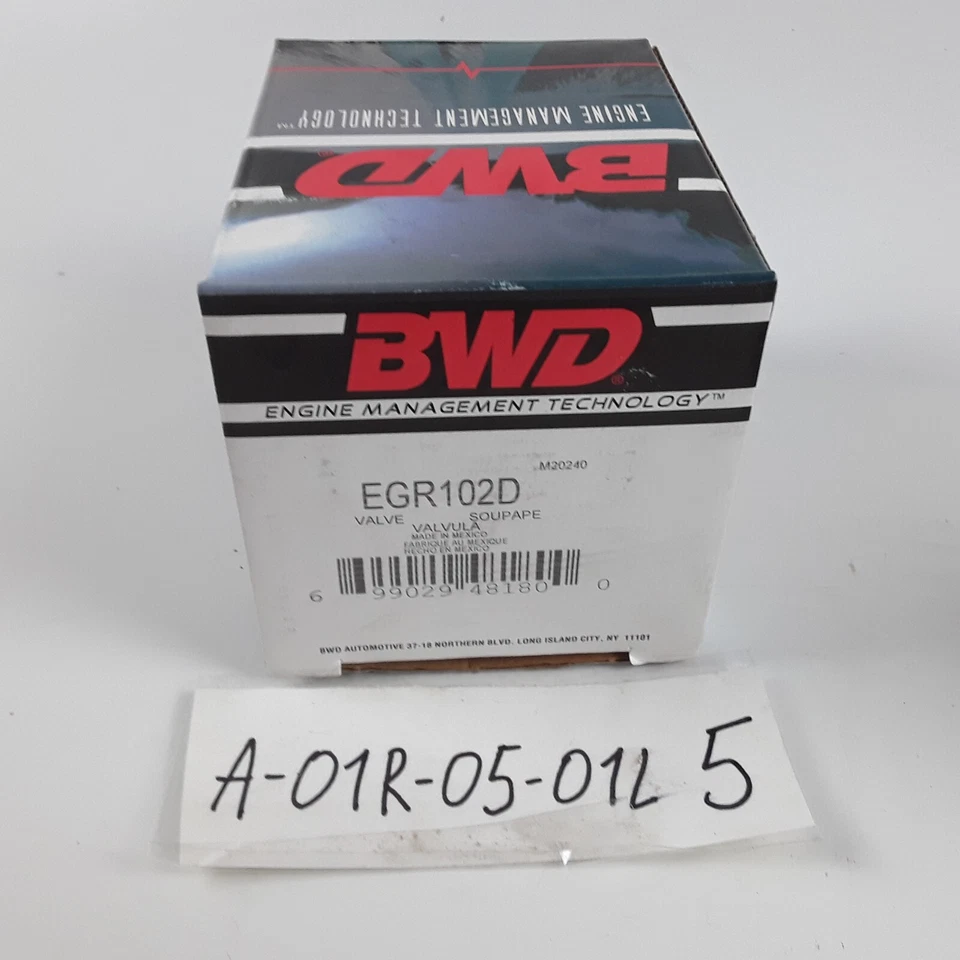 ENGINE MANAGEMENT TECHNOLOGY™
BWD
BWD®
ENGINE MANAGEMENT TECHNOLOGY™
M20240
EGR102D
VALVE SOUPAPE
VALVULA
MADE IN MEXICO
FABRIQUE AU MEXIQUE
HECHO EN MEXICO
6 99029 48180 0
BWD AUTOMOTIVE 37-18 NORTHERN BLVD. LONG ISLAND CITY, NY 11101
A-01R-05-01L 5